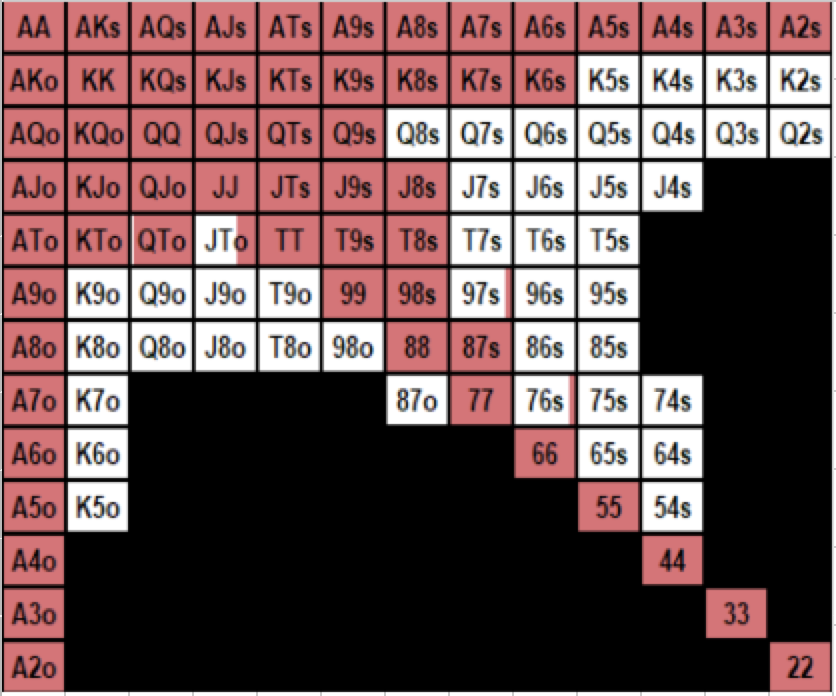 AA AKs AQs AJs ATs A9s A8s A7s A6s A5s A4s A3s A2s
AKo KK KQs KJs KTs K9s K8s K7s K6s K5s K4s K3s K2s
AQo KQo QQ QJs QTs Q9s Q8s Q7s Q6s Q5s Q4s Q3s Q2s
AJo KJo QJo JJ JTs J9s J8s J7s J6s J5s J4s
ATo KTo QTo JTo TT T9s T8s T7s T6s T5s
A9o K9o Q9o J9o T9o 99 98s 97s 96s 95s
A8o K8o Q8o J8o T8o 98o 88 87s 86s 85s
A7o K7o 87o 77 76s 75s 74s
A6o K6o 66 65s 64s
A5o K5o 55 54s
A4o 44
A3o 33
A2o 22